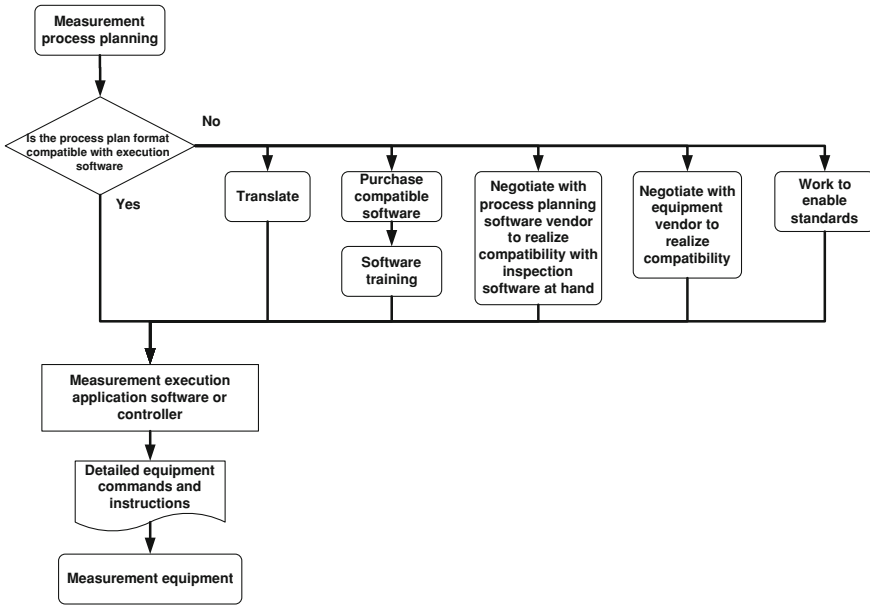 Measurement
process planning
Is the process plan format
compatible with execution
software
No
Yes
Translate
Purchase
compatible
software
Software
training
Negotiate with
process planning
software vendor
to realize
compatibility with
inspection
software at hand
Negotiate with
equipment
vendor to
realize
compatibility
Work to
enable
standards
Measurement execution
application software or
controller
Detailed equipment
commands and
instructions
Measurement equipment